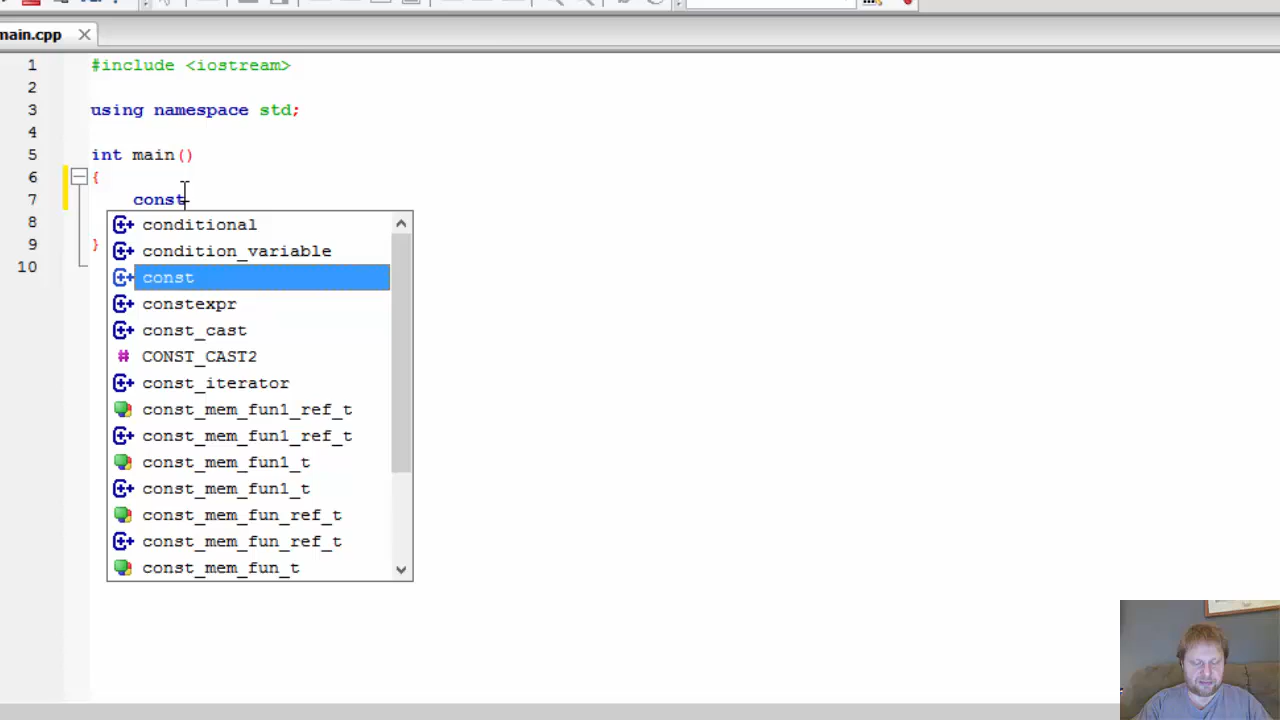 main.cpp
1 #include <iostream>
2
3 using namespace std;
4
5 int main()
6 {
7 const
8
9 }
10
conditional
condition_variable
const
constexpr
const_cast
CONST_CAST2
const_iterator
const_mem_fun1_ref_t
const_mem_fun1_ref_t
const_mem_fun1_t
const_mem_fun1_t
const_mem_fun_ref_t
const_mem_fun_ref_t
const_mem_fun_t